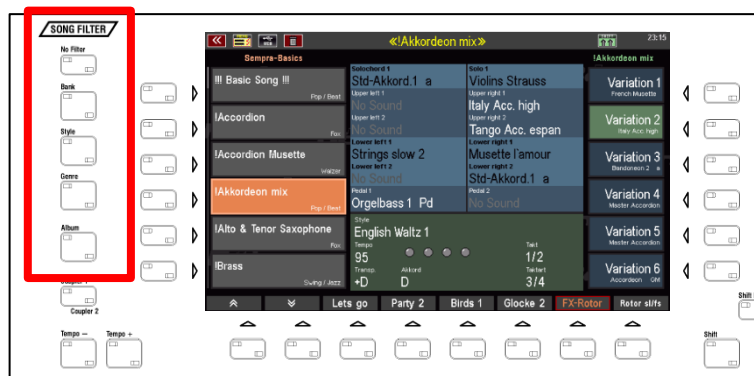 SONG FILTER
No Filter
Bank
Style
Genre
Album
Coupler 2
Tempo − Tempo +
«!Akkordeon mix»
23:15
Sempra-Basics
!!! Basic Song !!!
Pop / Beat
!Accordion
Fox
!Accordion Musette
Walzer
!Akkordeon mix
Pop / Beat
!Alto & Tenor Saxophone
Fox
!Brass
Swing / Jazz
Solochord 1
Std-Akkord.1 a
Solo 1
Violins Strauss
Upper left 1
No Sound
Upper right 1
Italy Acc. high
Upper left 2
No Sound
Upper right 2
Tango Acc. espan
Lower left 1
Strings slow 2
Lower right 1
Musette l`amour
Lower left 2
No Sound
Lower right 2
Std-Akkord.1 a
Pedal 1
Orgelbass 1 Pd
Pedal 2
No Sound
Style
English Waltz 1
Tempo
95
Takt
1/2
Transp.
+D
Akkord
D
Taktart
3/4
!Akkordeon mix
Variation 1
French Musette
Variation 2
Italy Acc. high
Variation 3
Bandoneon 2 a
Variation 4
Master Accordion
Variation 5
Master Accordion
Variation 6
Accordeon GM
Lets go Party 2 Birds 1 Glocke 2 FX-Rotor Rotor sl/fs
Shift